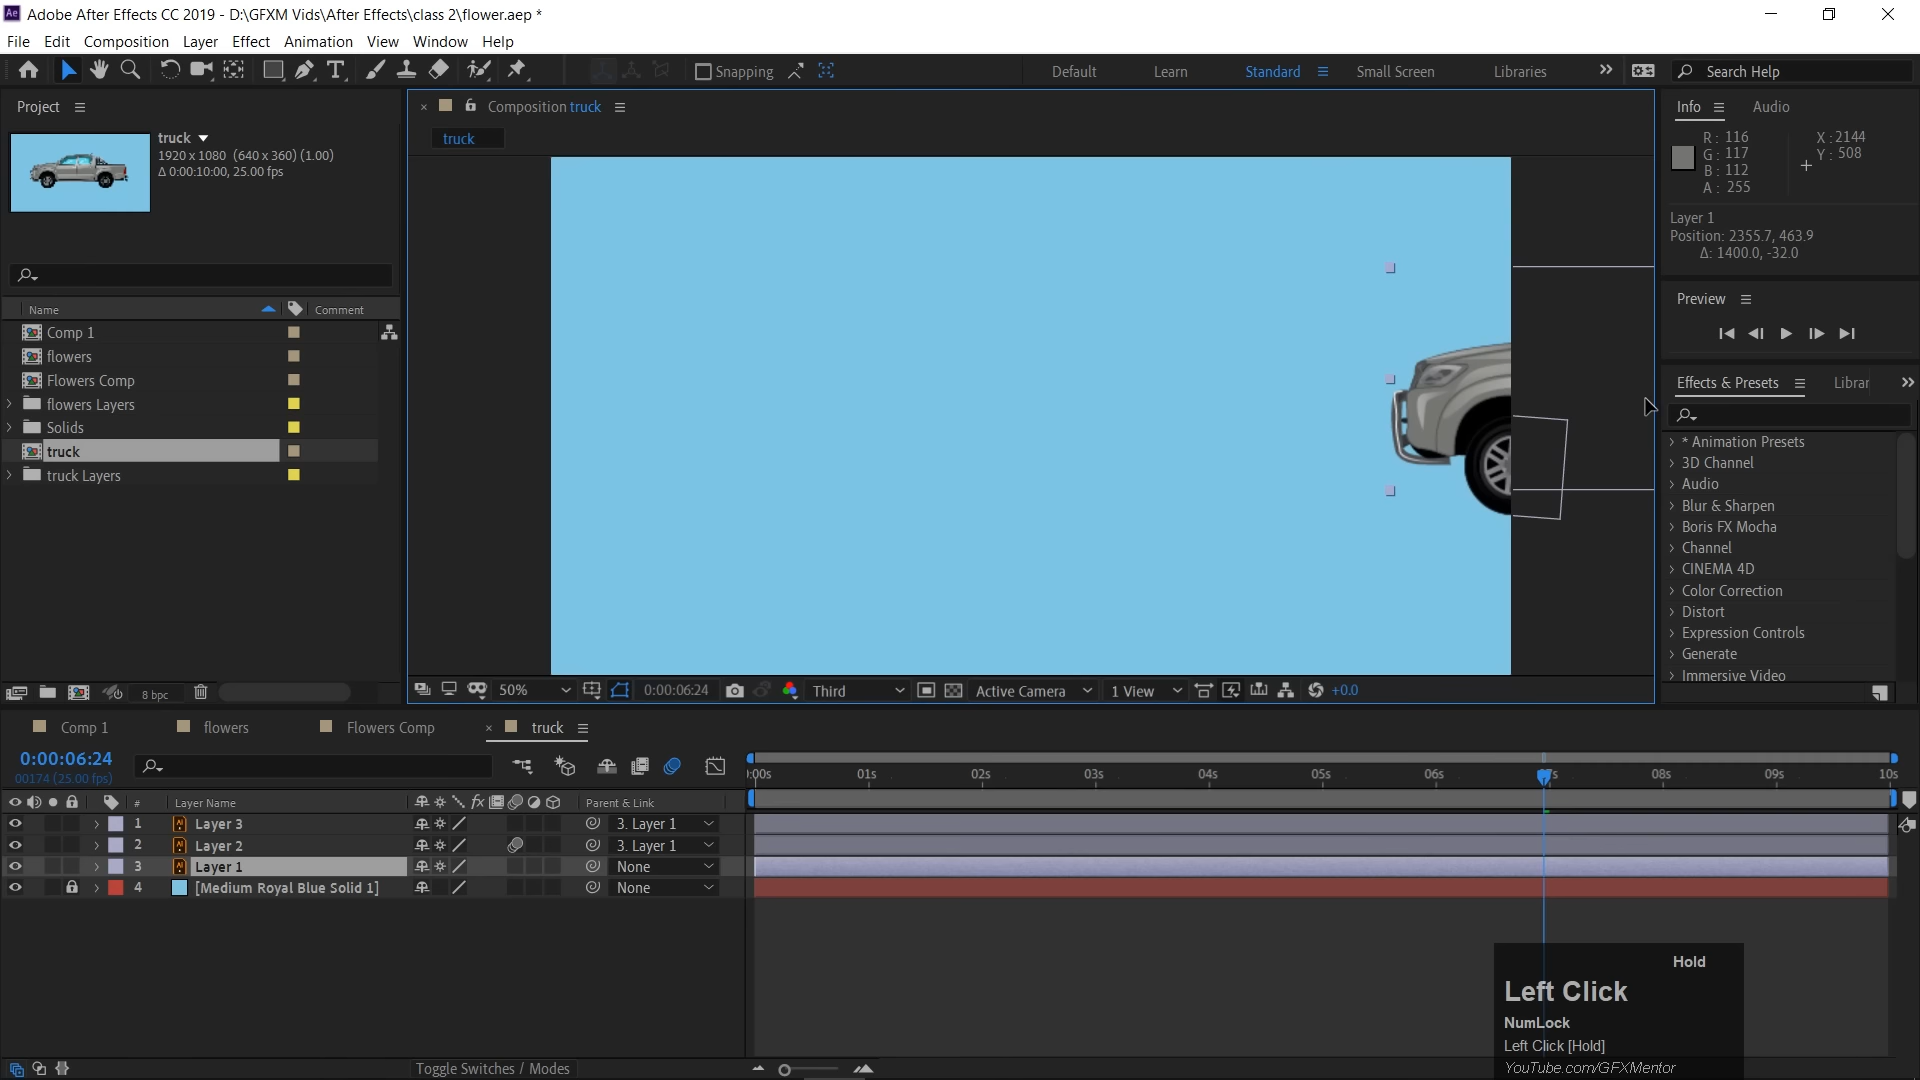 Adobe After Effects CC 2019 - D:\GFXM Vids\After Effects\class 2\flower.aep *
File Edit Composition Layer Effect Animation View Window Help
Snapping Default Learn Standard Small Screen Libraries Search Help
Project
truck
1920 x 1080 (640 x 360) (1.00)
Δ 0:00:10:00, 25.00 fps
Name Comment
Comp 1
flowers
Flowers Comp
flowers Layers
Solids
truck
truck Layers
8 bpc
Composition truck
truck
50% 0:00:06:24 Third Active Camera 1 View +0.0
Info Audio
R: 116
G: 117
B: 112
A: 255
X: 2144
Y: 508
Layer 1
Position: 2355.7, 463.9
Δ: 1400.0, -32.0
Preview
Effects & Presets Librar
* Animation Presets
3D Channel
Audio
Blur & Sharpen
Boris FX Mocha
Channel
CINEMA 4D
Color Correction
Distort
Expression Controls
Generate
Immersive Video
Comp 1 flowers Flowers Comp truck
0:00:06:24
00174 (25.00 fps)
:00s 01s 02s 03s 04s 05s 06s 08s 09s 10s
# Layer Name Parent & Link
1 Layer 3 3. Layer 1
2 Layer 2 3. Layer 1
3 Layer 1 None
4 [Medium Royal Blue Solid 1] None
Toggle Switches / Modes
Hold
Left Click
NumLock
Left Click [Hold]
YouTube.com/GFXMentor